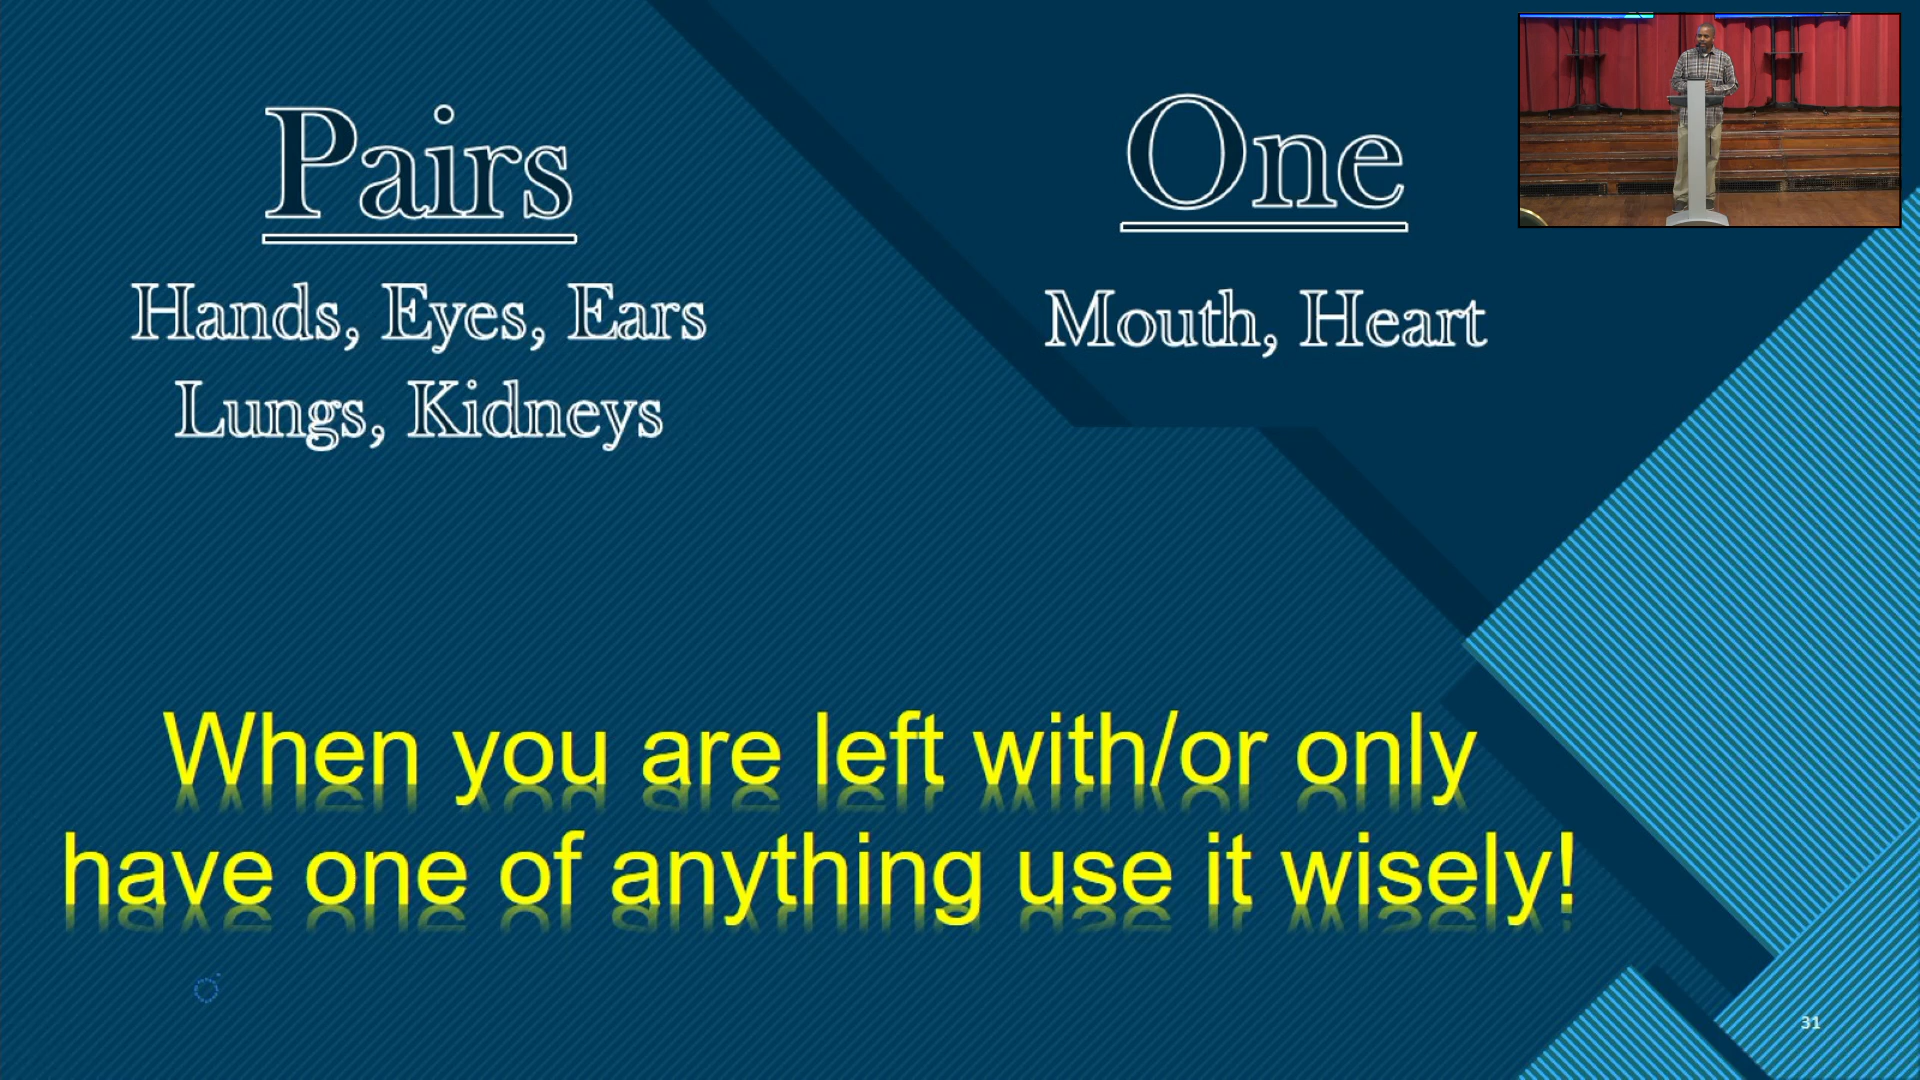 Pairs
Hands, Eyes, Ears
Lungs, Kidneys
One
Mouth, Heart
When you are left with/or only
have one of anything use it wisely!
31